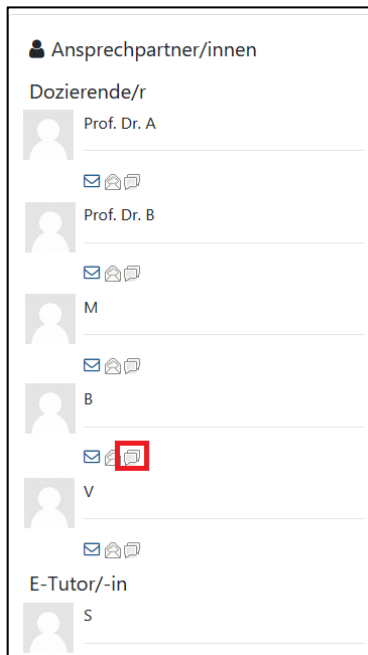 Ansprechpartner/innen
Dozierende/r
Prof. Dr. A
Prof. Dr. B
M
B
V
E-Tutor/-in
S